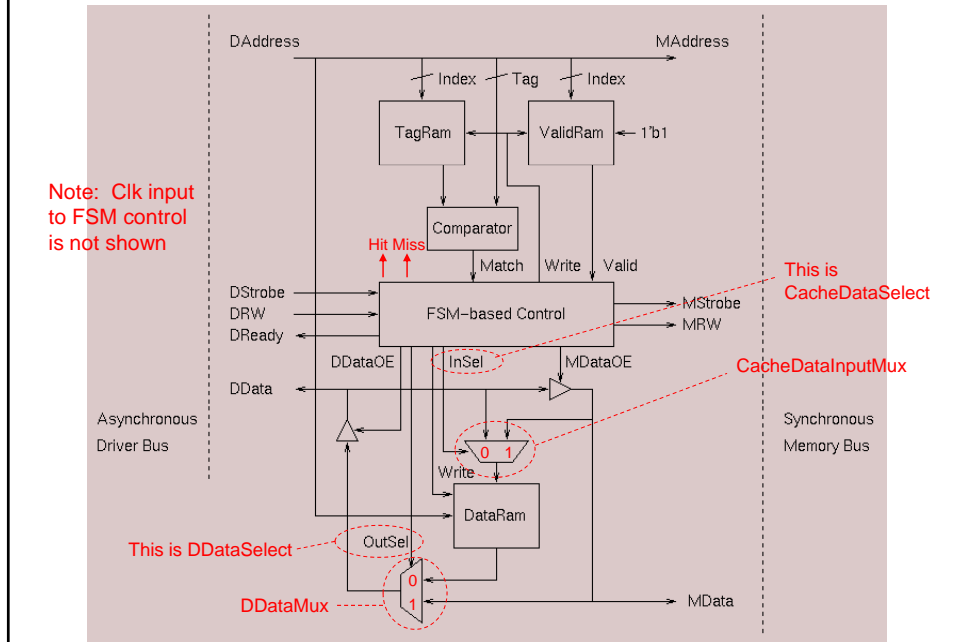 DAddress MAddress
Index Tag Index
TagRam ValidRam 1'b1
Note: Clk input
to FSM control
is not shown
Comparator
Hit Miss
Match Write Valid
This is
CacheDataSelect
DStrobe
DRW
DReady
FSM-based Control
MStrobe
MRW
DDataOE InSel MDataOE
CacheDataInputMux
DData
Asynchronous
Driver Bus
Synchronous
Memory Bus
0 1
Write
DataRam
This is DDataSelect
OutSel
0
1
DDataMux
MData